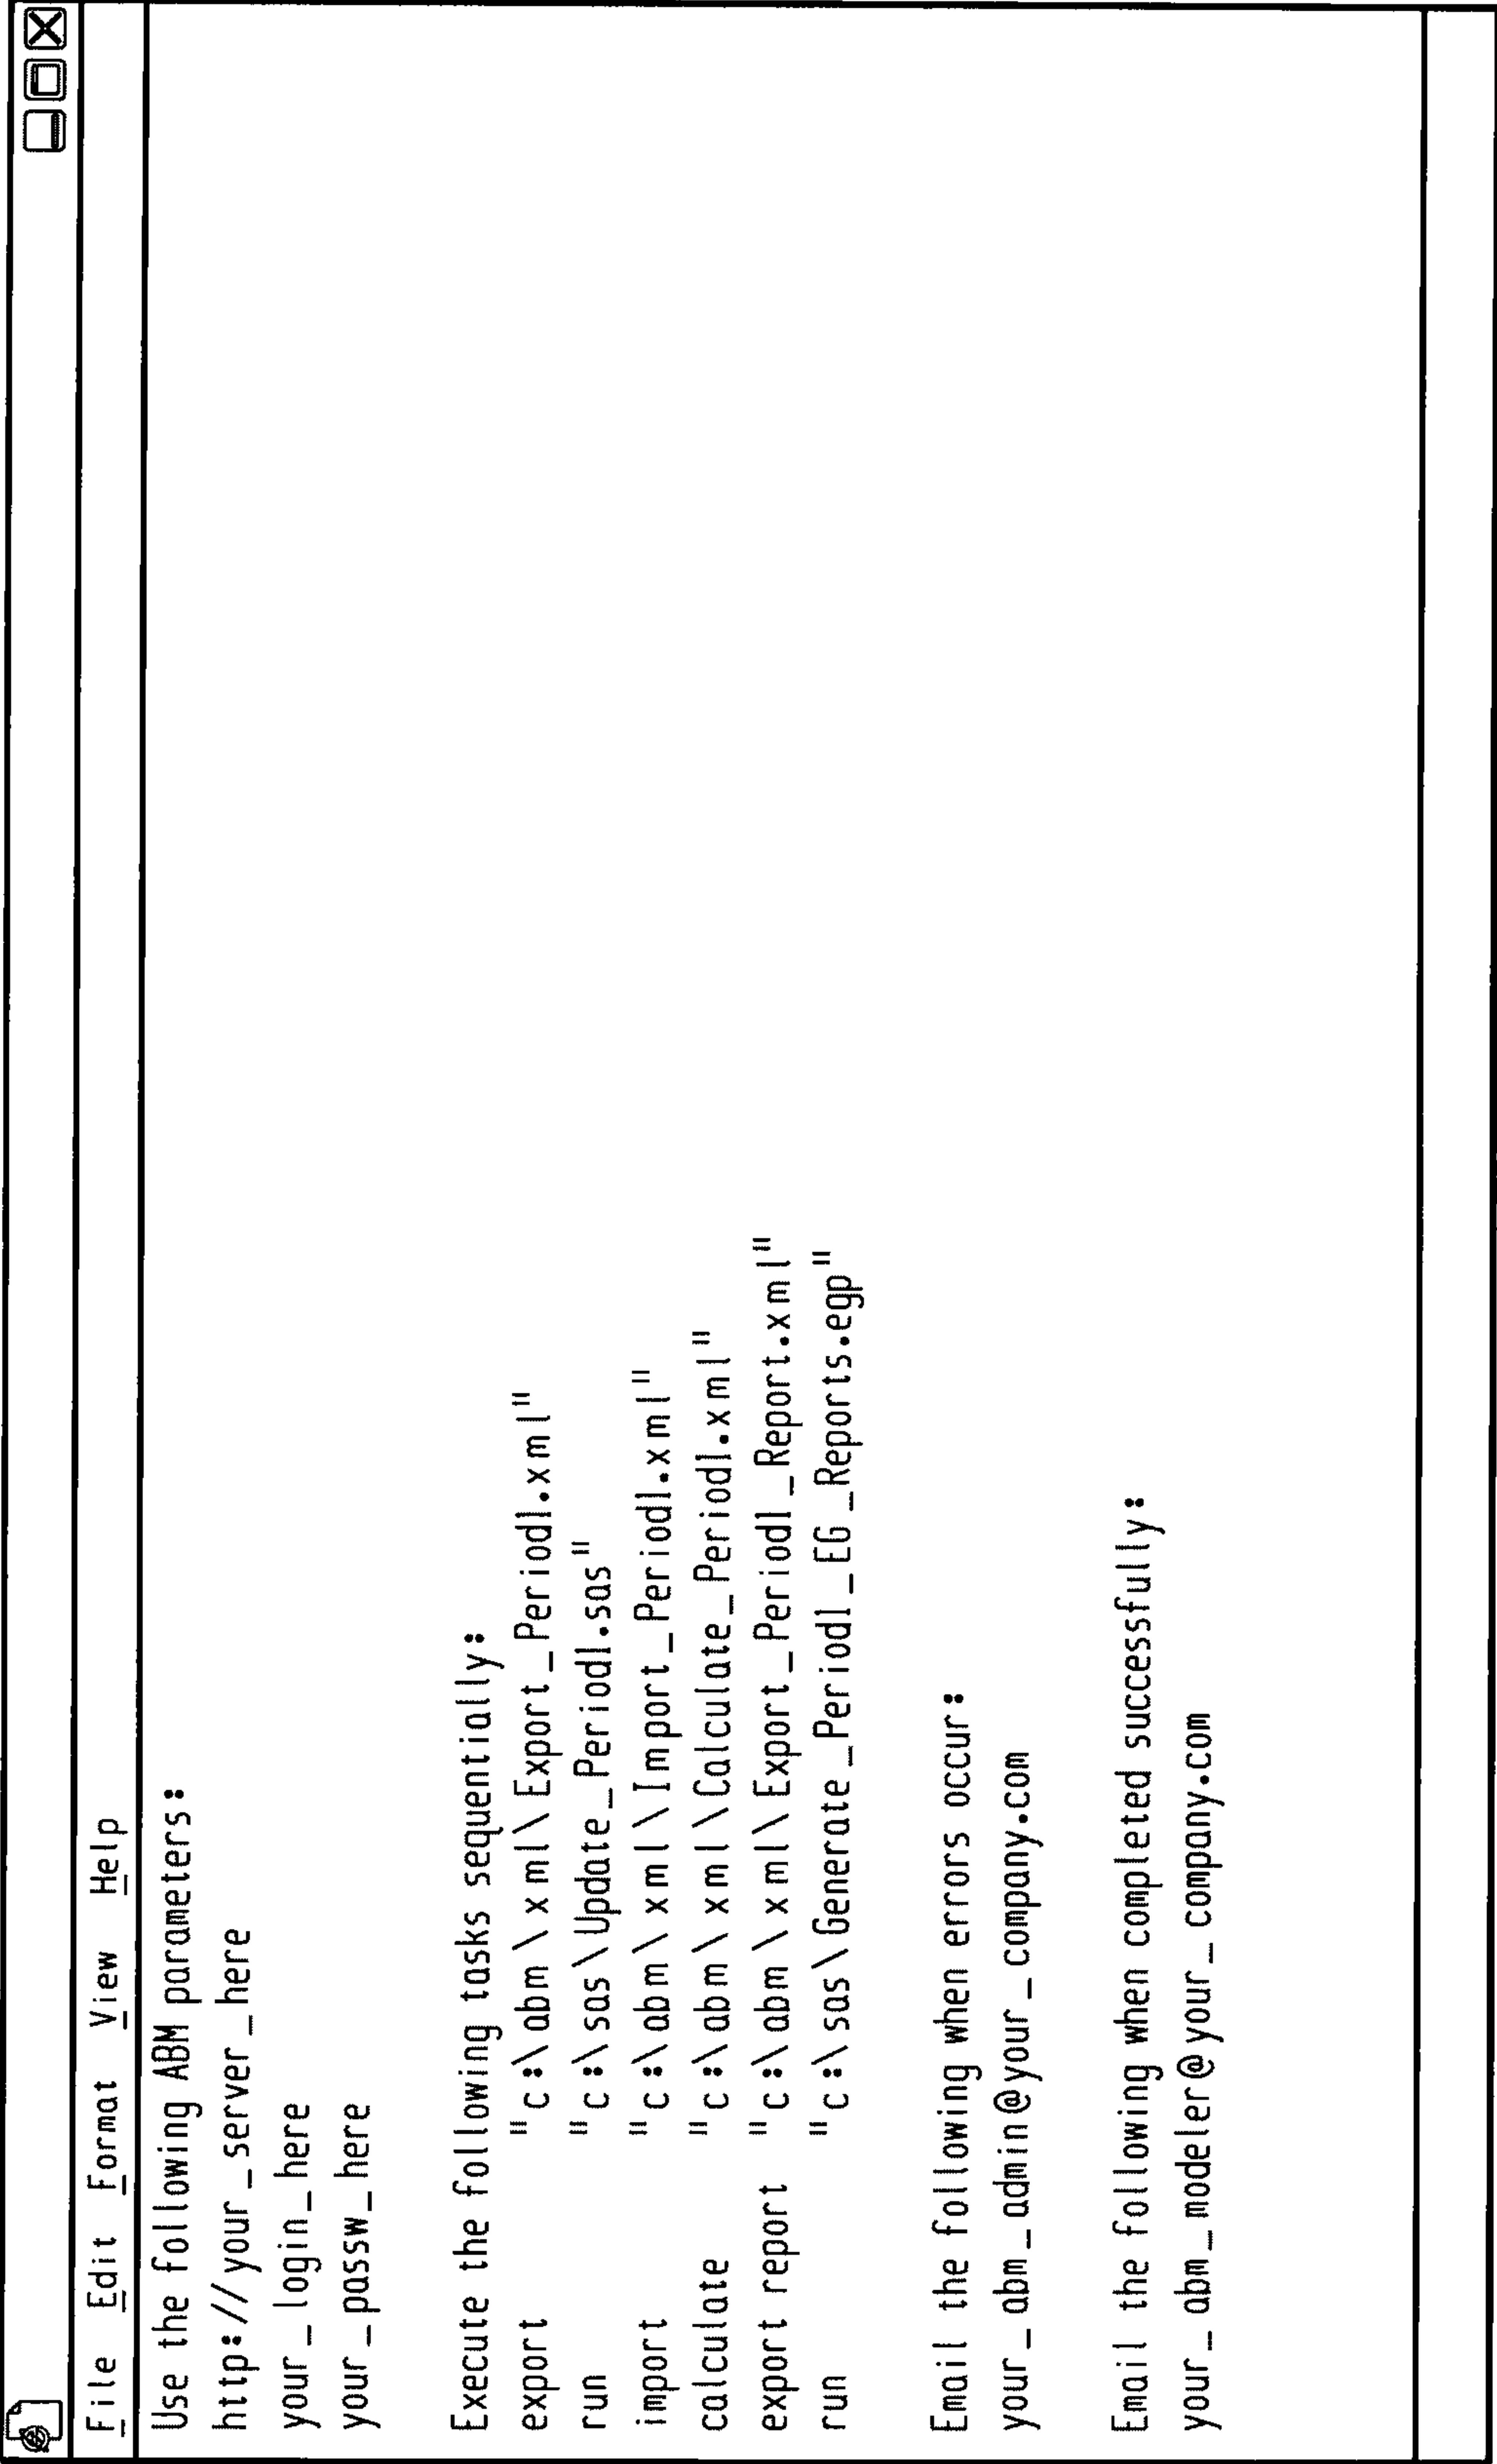 File Edit Format View Help
Use the following ABM parameters:
http://your_server_here
your_login_here
your_passw_here
Execute the following tasks sequentially:
export "c:\abm\xml\Export_Period1.xml"
run "c:\sas\Update_Period1.sas"
import "c:\abm\xml\Import_Period1.xml"
calculate "c:\abm\xml\Calculate_Period1.xml"
export report "c:\abm\xml\Export_Period1_Report.xml"
run "c:\sas\Generate_Period1_EG_Reports.egp"
Email the following when errors occur:
your_abm_admin@your_company.com
Email the following when completed successfully:
your_abm_modeler@your_company.com